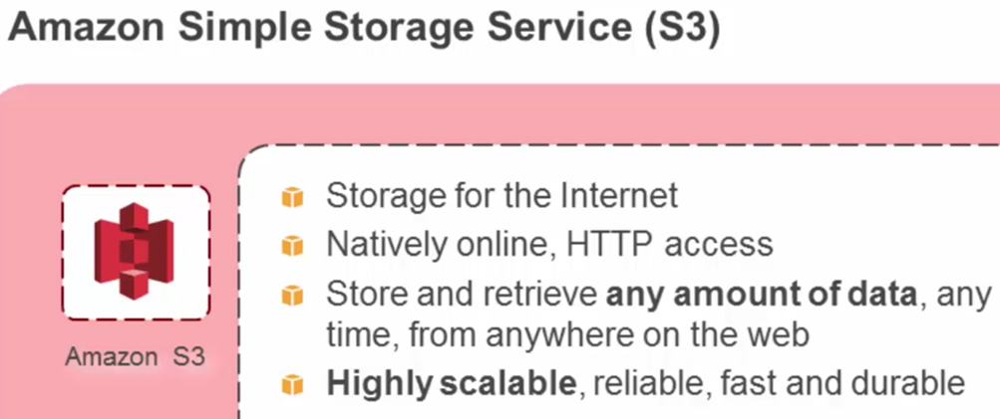 Amazon Simple Storage Service (S3)
Storage for the Internet
Natively online, HTTP access
Store and retrieve any amount of data, any
time, from anywhere on the web
Highly scalable, reliable, fast and durable
Amazon S3